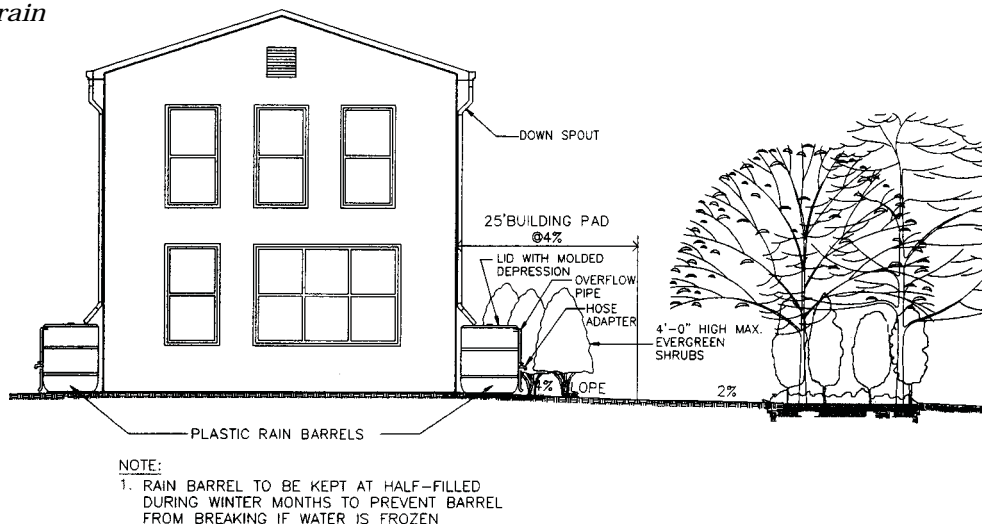 rain
DOWN SPOUT
25'BUILDING PAD
@4%
LID WITH MOLDED
DEPRESSION
OVERFLOW
PIPE
HOSE
ADAPTER
4'-0" HIGH MAX.
EVERGREEN
SHRUBS
4% LOPE
2%
PLASTIC RAIN BARRELS
NOTE:
1. RAIN BARREL TO BE KEPT AT HALF-FILLED
DURING WINTER MONTHS TO PREVENT BARREL
FROM BREAKING IF WATER IS FROZEN